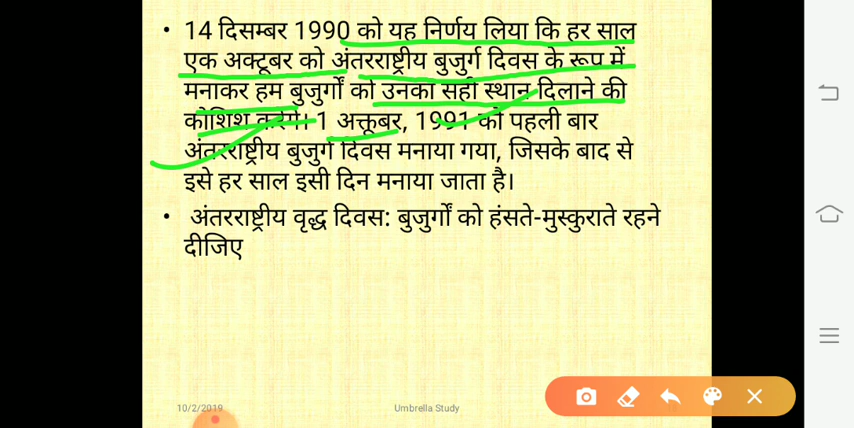 • 14 दिसम्बर 1990 को यह निर्णय लिया कि हर साल
एक अक्टूबर को अंतरराष्ट्रीय बुजुर्ग दिवस के रूप में
मनाकर हम बुजुर्गों को उनका सही स्थान दिलाने की
कोशिश करेंगे। 1 अक्तूबर, 1991 को पहली बार
अंतरराष्ट्रीय बुजुर्ग दिवस मनाया गया, जिसके बाद से
इसे हर साल इसी दिन मनाया जाता है।
• अंतरराष्ट्रीय वृद्ध दिवस: बुजुर्गों को हंसते-मुस्कुराते रहने
दीजिए
10/2/2019 Umbrella Study